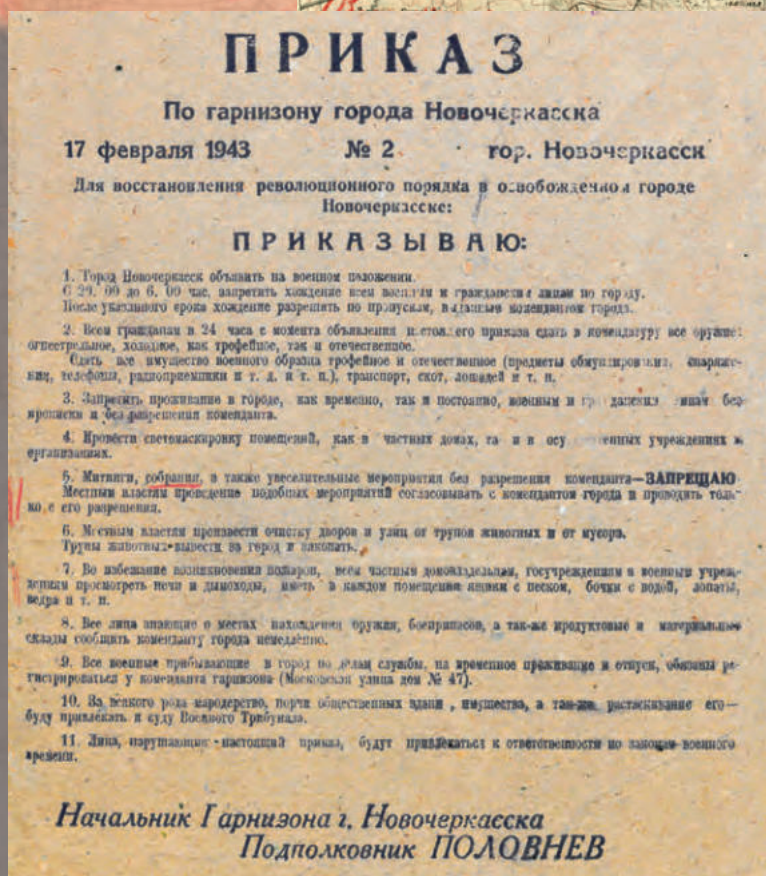 ПРИКАЗ
По гарнизону города Новочеркасска
17 февраля 1943 № 2 гор. Новочеркасск
Для восстановления революционного порядка в освобожденном городе
Новочеркасске:
ПРИКАЗЫВАЮ:
1. Город Новочеркасск объявить на военном положении.
С 20. 00 до 6. 00 час. запретить хождение всем военным и гражданским лицам по городу.
После указанного срока хождение разрешить по пропускам, выданным комендантом города.
2. Всем гражданам в 24 часа с момента объявления настоящего приказа сдать в комендатуру все оружие:
огнестрельное, холодное, как трофейное, так и отечественное.
Сдать все имущество военного образца трофейное и отечественное (предметы обмундирования, снаряже-
ния, телефоны, радиоприемники и т. д. и т. п.), транспорт, скот, лошадей и т. п.
3. Запретить проживание в городе, как временно, так и постоянно, военным и гражданским лицам без
прописки и без разрешения коменданта.
4. Провести светомаскировку помещений, как в частных домах, та и в учреждениях и
организациях.
5. Митинги, собрания, а также увеселительные мероприятия без разрешения коменданта—ЗАПРЕЩАЮ
Местным властям проведение подобных мероприятий согласовывать с комендантом города и проводить толь-
ко с его разрешения.
6. Местным властям произвести очистку дворов и улиц от трупов животных и от мусора.
Трупы животных вывести за город и закопать.
7. Во избежание возникновения пожаров, всем частным домовладельцам, госучреждениям и военным учреж-
дениям просмотреть печи и дымоходы, иметь в каждом помещении ящики с песком, бочки с водой, лопаты,
ведра и т. п.
8. Все лица знающие о местах нахождения оружия, боеприпасов, а так-же продуктовые и материальные
склады сообщить коменданту города немедленно.
9. Все военные прибывающие в город по делам службы, на временное проживание и отпуск, обязаны ре-
гистрироваться у коменданта гарнизона (Московская улица дом № 47).
10. За всякого рода мародерство, порчи общественных здани , имущества, а так-же растаскивание его—
буду привлекать к суду Военного Трибунала.
11. Лица, нарушающие настоящий приказ, будут привлекаться к ответственности по законам военного
времени.
Начальник Гарнизона г. Новочеркасска
Подполковник ПОЛОВНЕВ